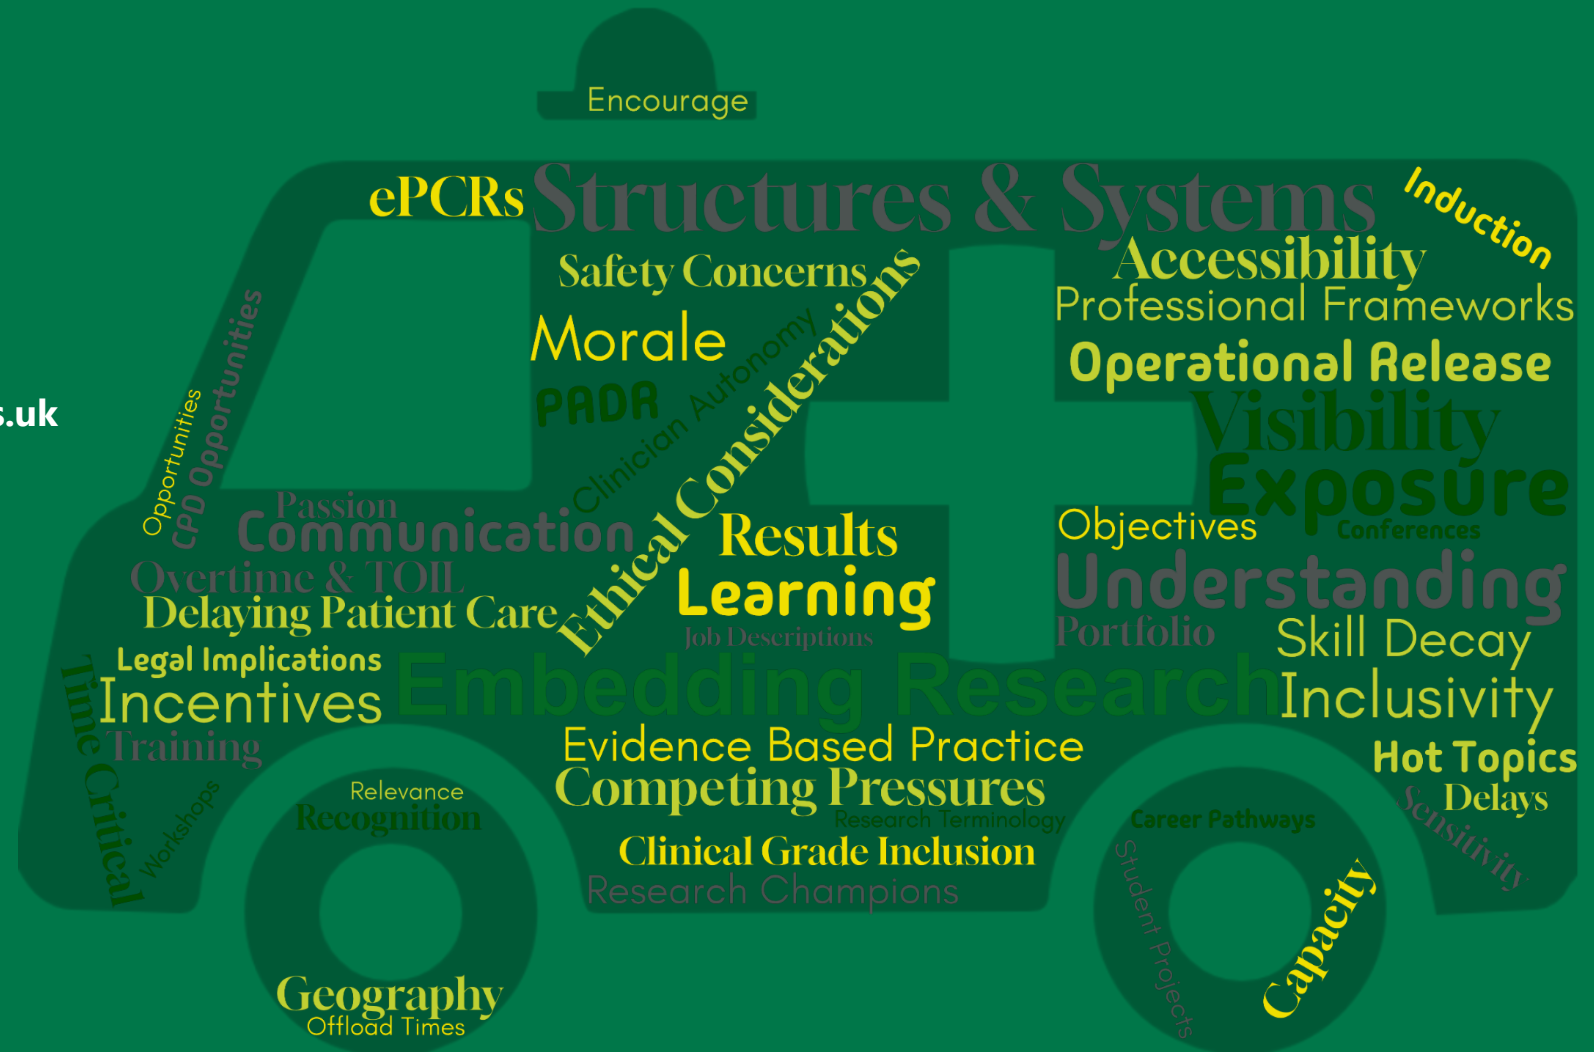 Encourage
ePCRs
Structures & Systems
Induction
Safety Concerns
Accessibility
Professional Frameworks
Morale
Operational Release
PADR
Clinician Autonomy
Ethical Considerations
Visibility
s.uk
Opportunities
CPD Opportunities
Exposure
Conferences
Passion
Communication
Results
Objectives
Overtime & TOIL
Learning
Understanding
Delaying Patient Care
Job Descriptions
Portfolio
Skill Decay
Legal Implications
Embedding Research
Incentives
Inclusivity
Time Critical
Training
Evidence Based Practice
Hot Topics
Workshops
Relevance
Competing Pressures
Delays
Recognition
Research Terminology
Career Pathways
Sensitivity
Clinical Grade Inclusion
Research Champions
Student Projects
Capacity
Geography
Offload Times